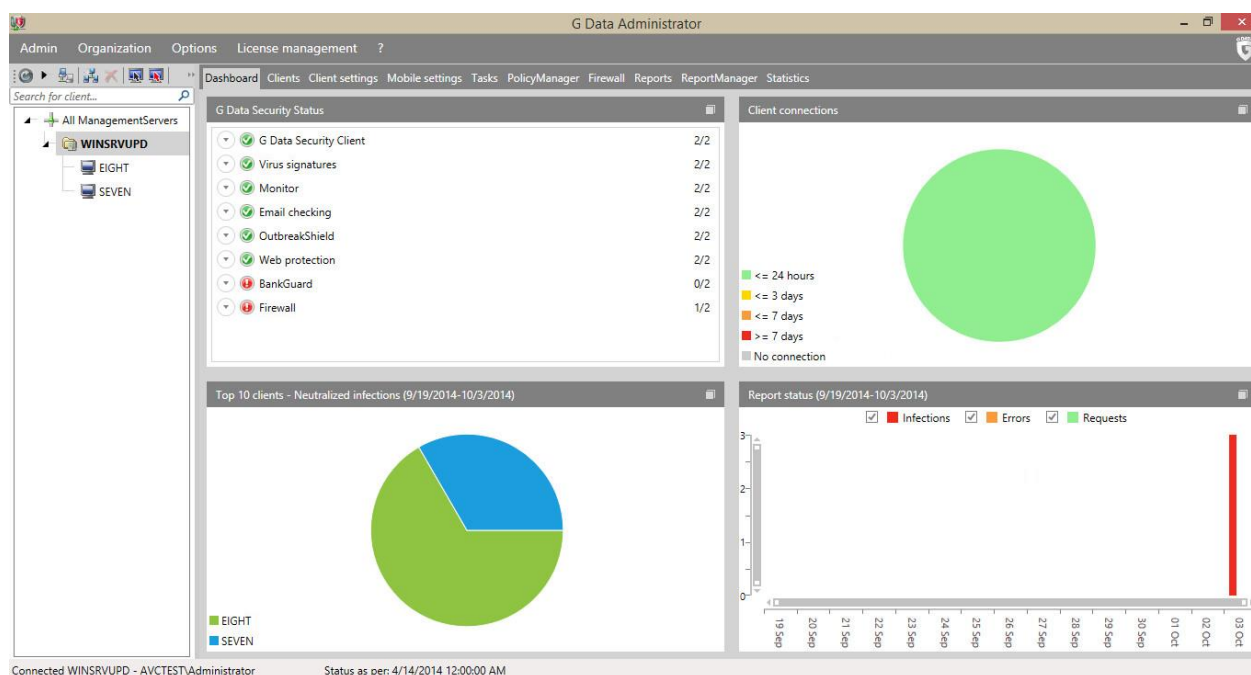 G Data Administrator
Admin Organization Options License management ?
Dashboard Clients Client settings Mobile settings Tasks PolicyManager Firewall Reports ReportManager Statistics
Search for client...
All ManagementServers
WINSRVUPD
EIGHT
SEVEN
G Data Security Status
G Data Security Client 2/2
Virus signatures 2/2
Monitor 2/2
Email checking 2/2
OutbreakShield 2/2
Web protection 2/2
BankGuard 0/2
Firewall 1/2
Client connections
<= 24 hours
<= 3 days
<= 7 days
>= 7 days
No connection
Top 10 clients - Neutralized infections (9/19/2014-10/3/2014)
EIGHT
SEVEN
Report status (9/19/2014-10/3/2014)
Infections Errors Requests
3
2
1
0
19 Sep 20 Sep 21 Sep 22 Sep 23 Sep 24 Sep 25 Sep 26 Sep 27 Sep 28 Sep 29 Sep 30 Sep 01 Oct 02 Oct 03 Oct
Connected WINSRVUPD - AVCTEST\Administrator Status as per: 4/14/2014 12:00:00 AM